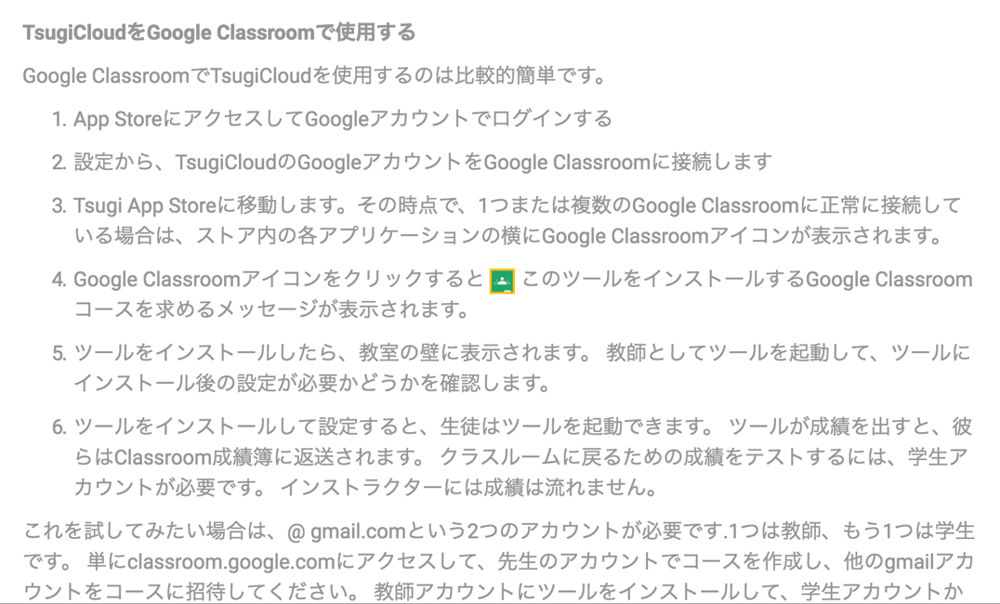 TsugiCloudをGoogle Classroomで使用する
Google ClassroomでTsugiCloudを使用するのは比較的簡単です。
1. App StoreにアクセスしてGoogleアカウントでログインする
2. 設定から、TsugiCloudのGoogleアカウントをGoogle Classroomに接続します
3. Tsugi App Storeに移動します。その時点で、1つまたは複数のGoogle Classroomに正常に接続して
いる場合は、ストア内の各アプリケーションの横にGoogle Classroomアイコンが表示されます。
4. Google Classroomアイコンをクリックすると このツールをインストールするGoogle Classroom
コースを求めるメッセージが表示されます。
5. ツールをインストールしたら、教室の壁に表示されます。 教師としてツールを起動して、ツールに
インストール後の設定が必要かどうかを確認します。
6. ツールをインストールして設定すると、生徒はツールを起動できます。 ツールが成績を出すと、彼
らはClassroom成績簿に返送されます。 クラスルームに戻るための成績をテストするには、学生ア
カウントが必要です。 インストラクターには成績は流れません。
これを試してみたい場合は、@ gmail.comという2つのアカウントが必要です.1つは教師、もう1つは学生
です。 単にclassroom.google.comにアクセスして、先生のアカウントでコースを作成し、他のgmailアカ
ウントをコースに招待してください。 教師アカウントにツールをインストールして、学生アカウントか